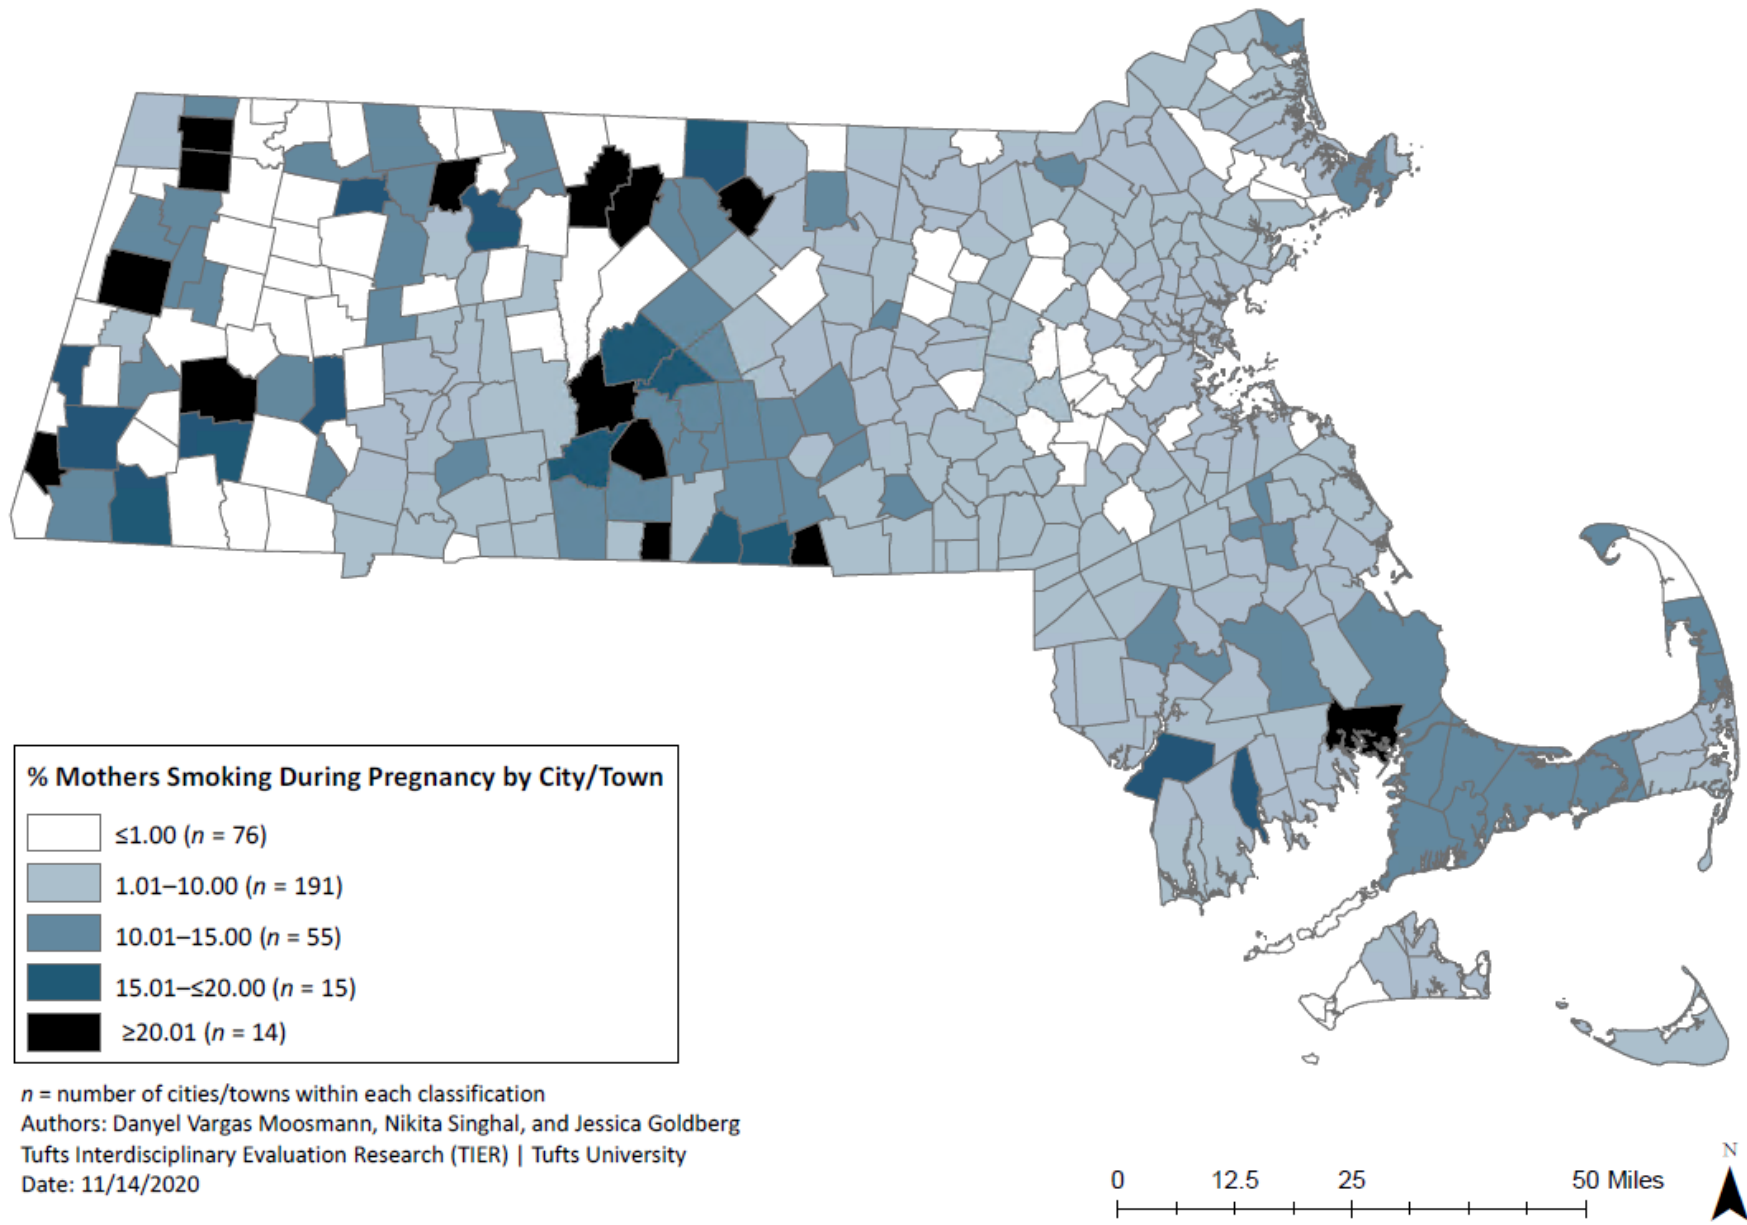 % Mothers Smoking During Pregnancy by City/Town
≤1.00 (n = 76)
1.01–10.00 (n = 191)
10.01–15.00 (n = 55)
15.01–≤20.00 (n = 15)
≥20.01 (n = 14)
n = number of cities/towns within each classification
Authors: Danyel Vargas Moosmann, Nikita Singhal, and Jessica Goldberg
Tufts Interdisciplinary Evaluation Research (TIER) | Tufts University
Date: 11/14/2020
0 12.5 25 50 Miles
N